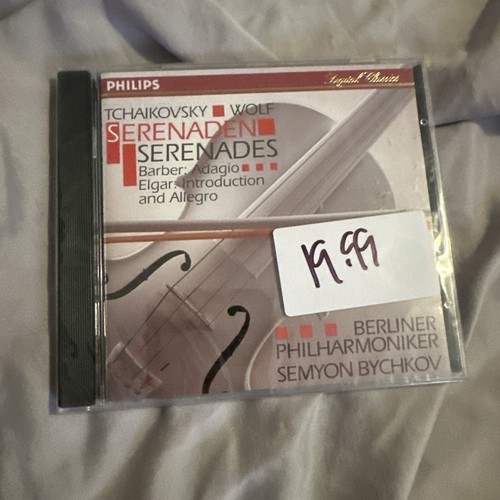 PHILIPS
Digital Classics
TCHAIKOVSKY ■ WOLF
SERENADEN
SERENADES
Barber: Adagio
Elgar: Introduction
and Allegro
19.99
BERLINER
PHILHARMONIKER
SEMYON BYCHKOV